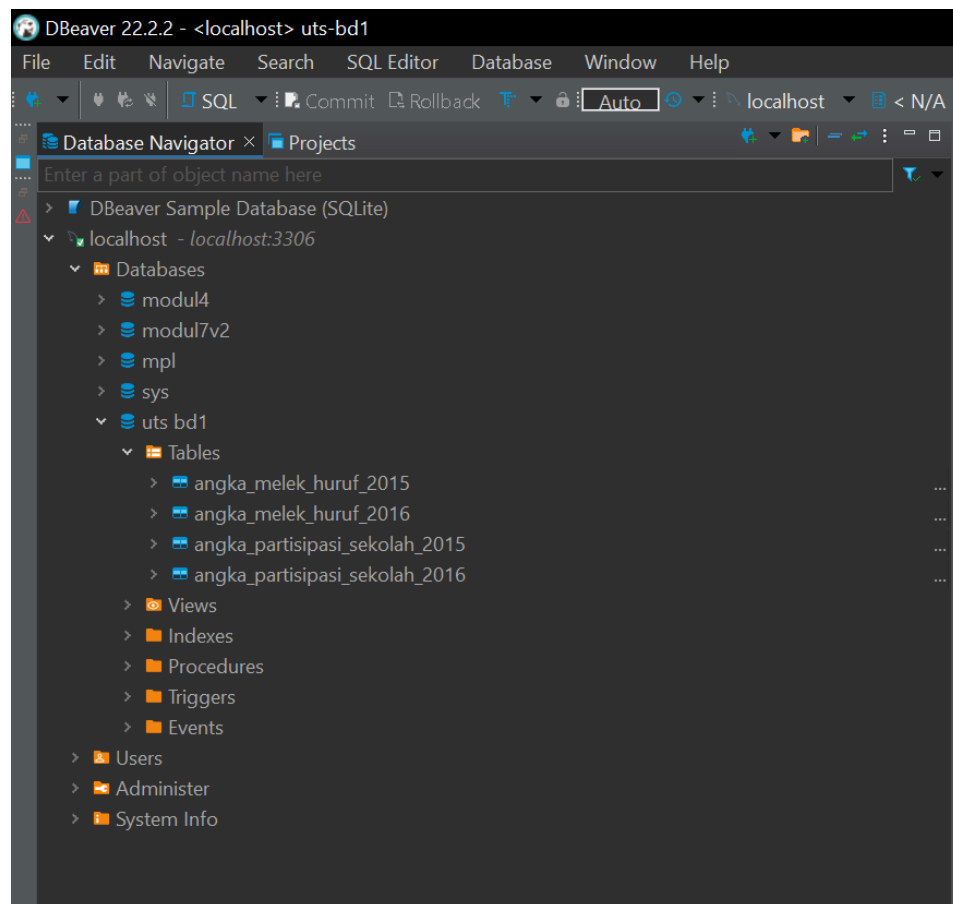 DBeaver 22.2.2 - <localhost> uts-bd1
File Edit Navigate Search SQL Editor Database Window Help
SQL Commit Rollback Auto localhost < N/A
Database Navigator Projects
Enter a part of object name here
DBeaver Sample Database (SQLite)
localhost - localhost:3306
Databases
modul4
modul7v2
mpl
sys
uts bd1
Tables
angka_melek_huruf_2015 ...
angka_melek_huruf_2016 ...
angka_partisipasi_sekolah_2015 ...
angka_partisipasi_sekolah_2016 ...
Views
Indexes
Procedures
Triggers
Events
Users
Administer
System Info